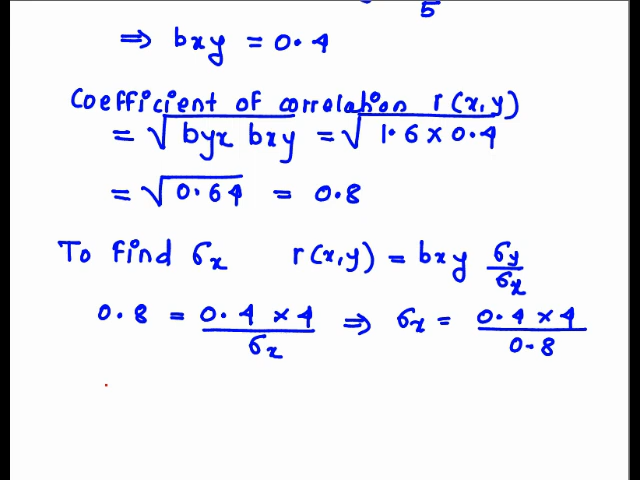 5
⇒ bxy = 0.4
Coefficient of correlation r(x,y)
= √byx bxy = √1.6 × 0.4
= √0.64 = 0.8
To find σx r(x,y) = bxy σy/σx
0.8 = 0.4 × 4/σx ⇒ σx = 0.4 × 4/0.8